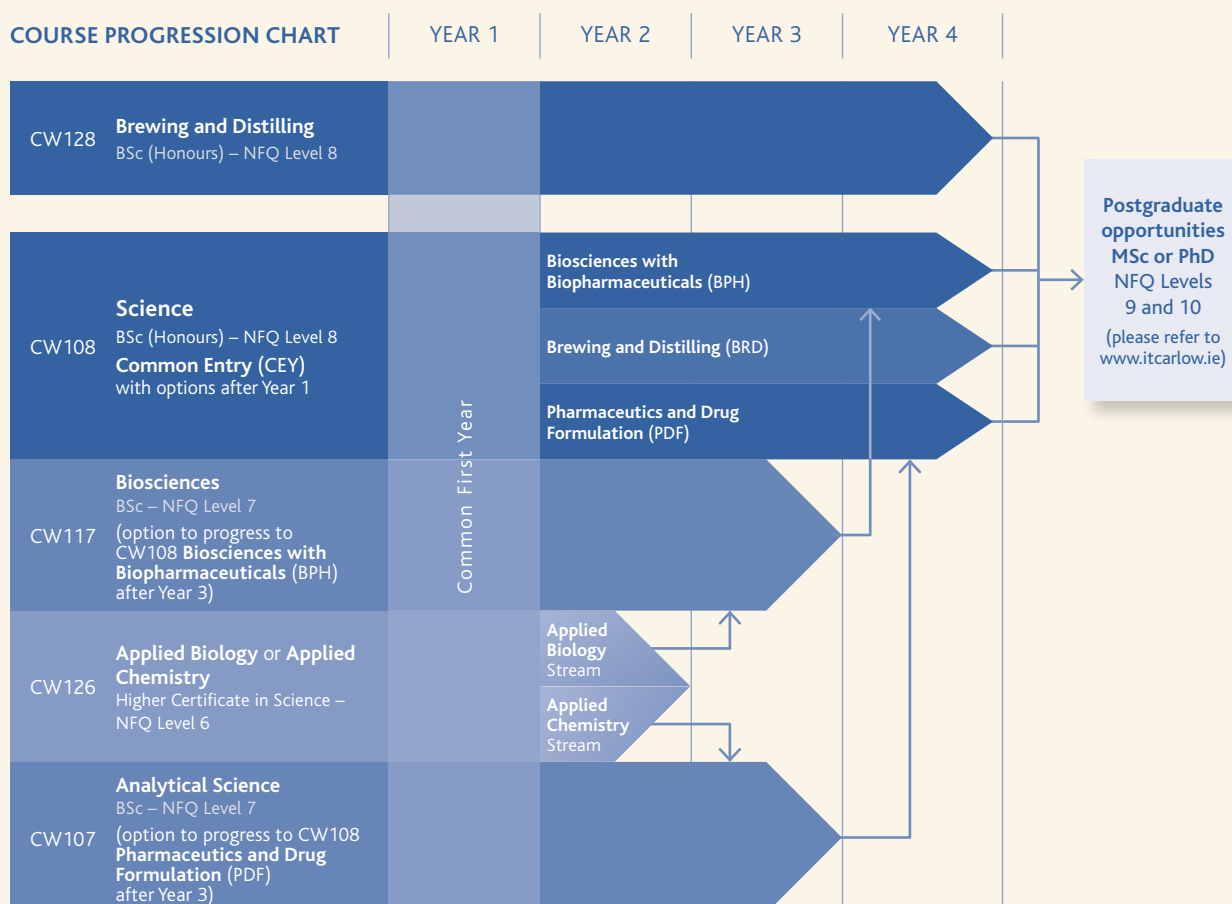 COURSE PROGRESSION CHART
YEAR 1
YEAR 2
YEAR 3
YEAR 4
CW128
Brewing and Distilling
BSc (Honours) – NFQ Level 8
CW108
Science
BSc (Honours) – NFQ Level 8
Common Entry (CEY)
with options after Year 1
Biosciences with
Biopharmaceuticals (BPH)
Brewing and Distilling (BRD)
Pharmaceutics and Drug
Formulation (PDF)
Postgraduate
opportunities
MSc or PhD
NFQ Levels
9 and 10
(please refer to
www.itcarlow.ie)
Common First Year
CW117
Biosciences
BSc – NFQ Level 7
(option to progress to
CW108 Biosciences with
Biopharmaceuticals (BPH)
after Year 3)
CW126
Applied Biology or Applied
Chemistry
Higher Certificate in Science –
NFQ Level 6
Applied
Biology
Stream
Applied
Chemistry
Stream
CW107
Analytical Science
BSc – NFQ Level 7
(option to progress to CW108
Pharmaceutics and Drug
Formulation (PDF)
after Year 3)